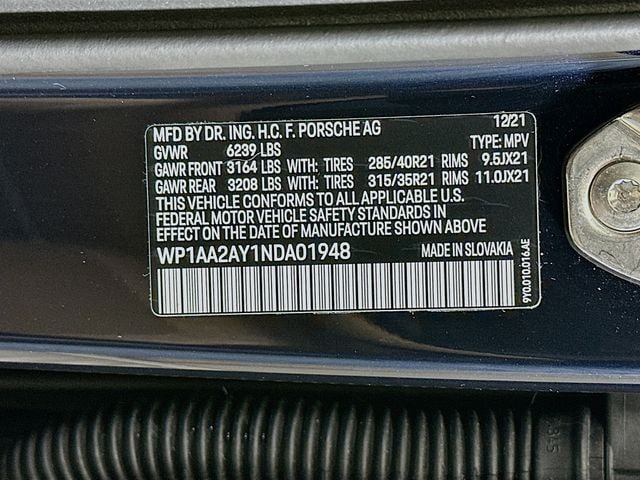 MFD BY DR. ING. H.C. F. PORSCHE AG 12/21
GVWR 6239 LBS TYPE: MPV
GAWR FRONT 3164 LBS WITH: TIRES 285/40R21 RIMS 9.5JX21
GAWR REAR 3208 LBS WITH: TIRES 315/35R21 RIMS 11.0JX21
THIS VEHICLE CONFORMS TO ALL APPLICABLE U.S.
FEDERAL MOTOR VEHICLE SAFETY STANDARDS IN
EFFECT ON THE DATE OF MANUFACTURE SHOWN ABOVE
WP1AA2AY1NDA01948 MADE IN SLOVAKIA
9Y0.010.016.AE